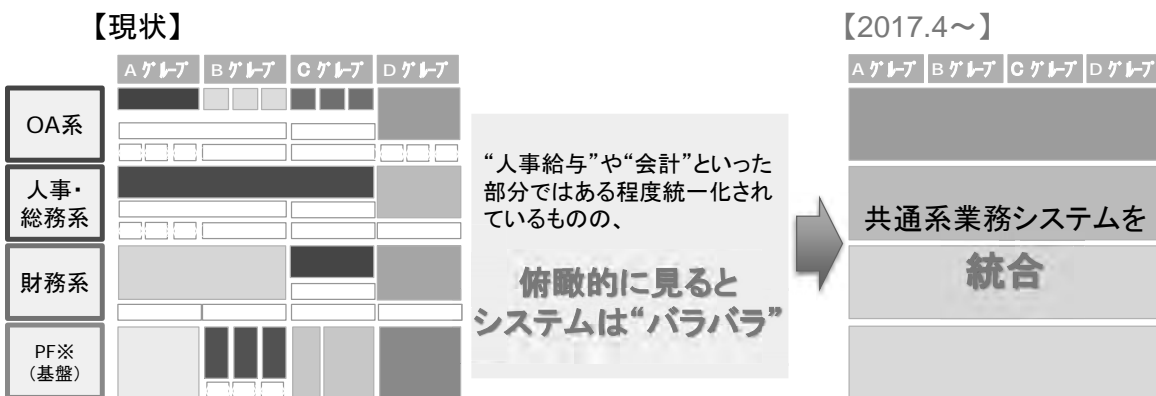 【現状】
【2017.4～】
Aグループ Bグループ Cグループ Dグループ
Aグループ Bグループ Cグループ Dグループ
OA系
人事・
総務系
財務系
PF※
（基盤）
“人事給与”や“会計”といった
部分ではある程度統一化され
ているものの、
俯瞰的に見ると
システムは“バラバラ”
共通系業務システムを
統合